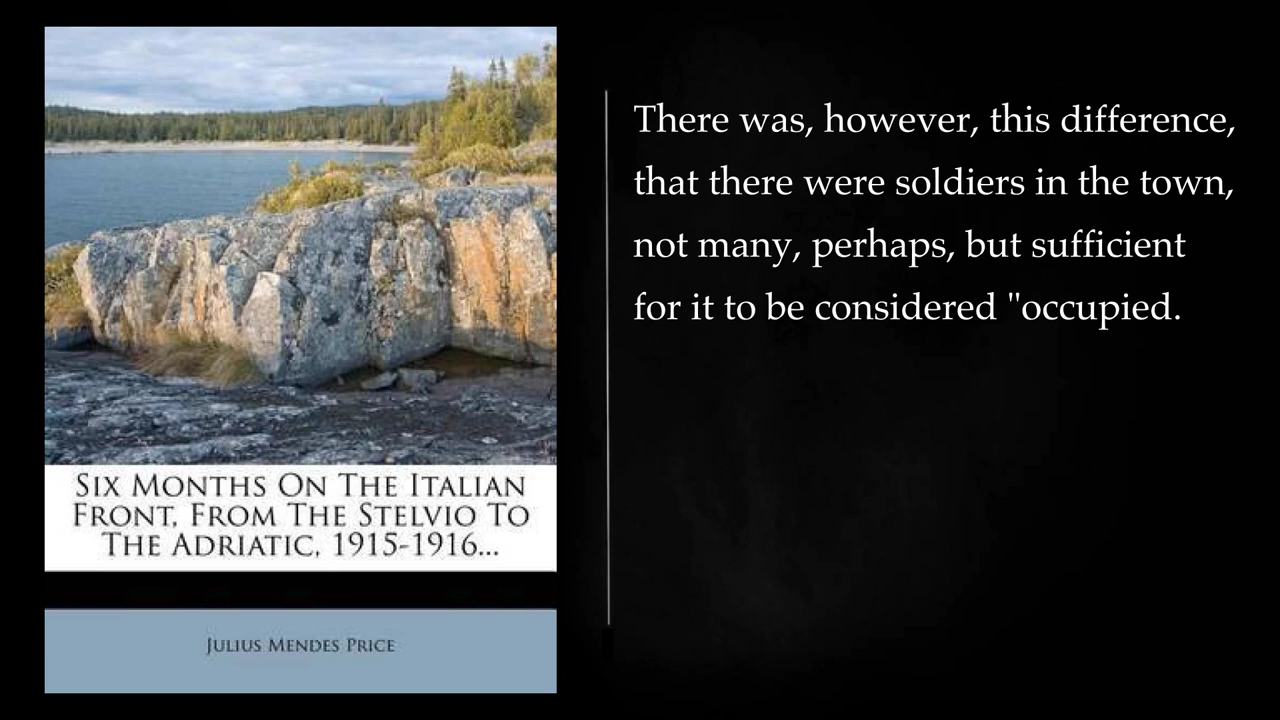 There was, however, this difference,
that there were soldiers in the town,
not many, perhaps, but sufficient
for it to be considered "occupied.
Six Months On The Italian
Front, From The Stelvio To
The Adriatic, 1915-1916...
Julius Mendes Price